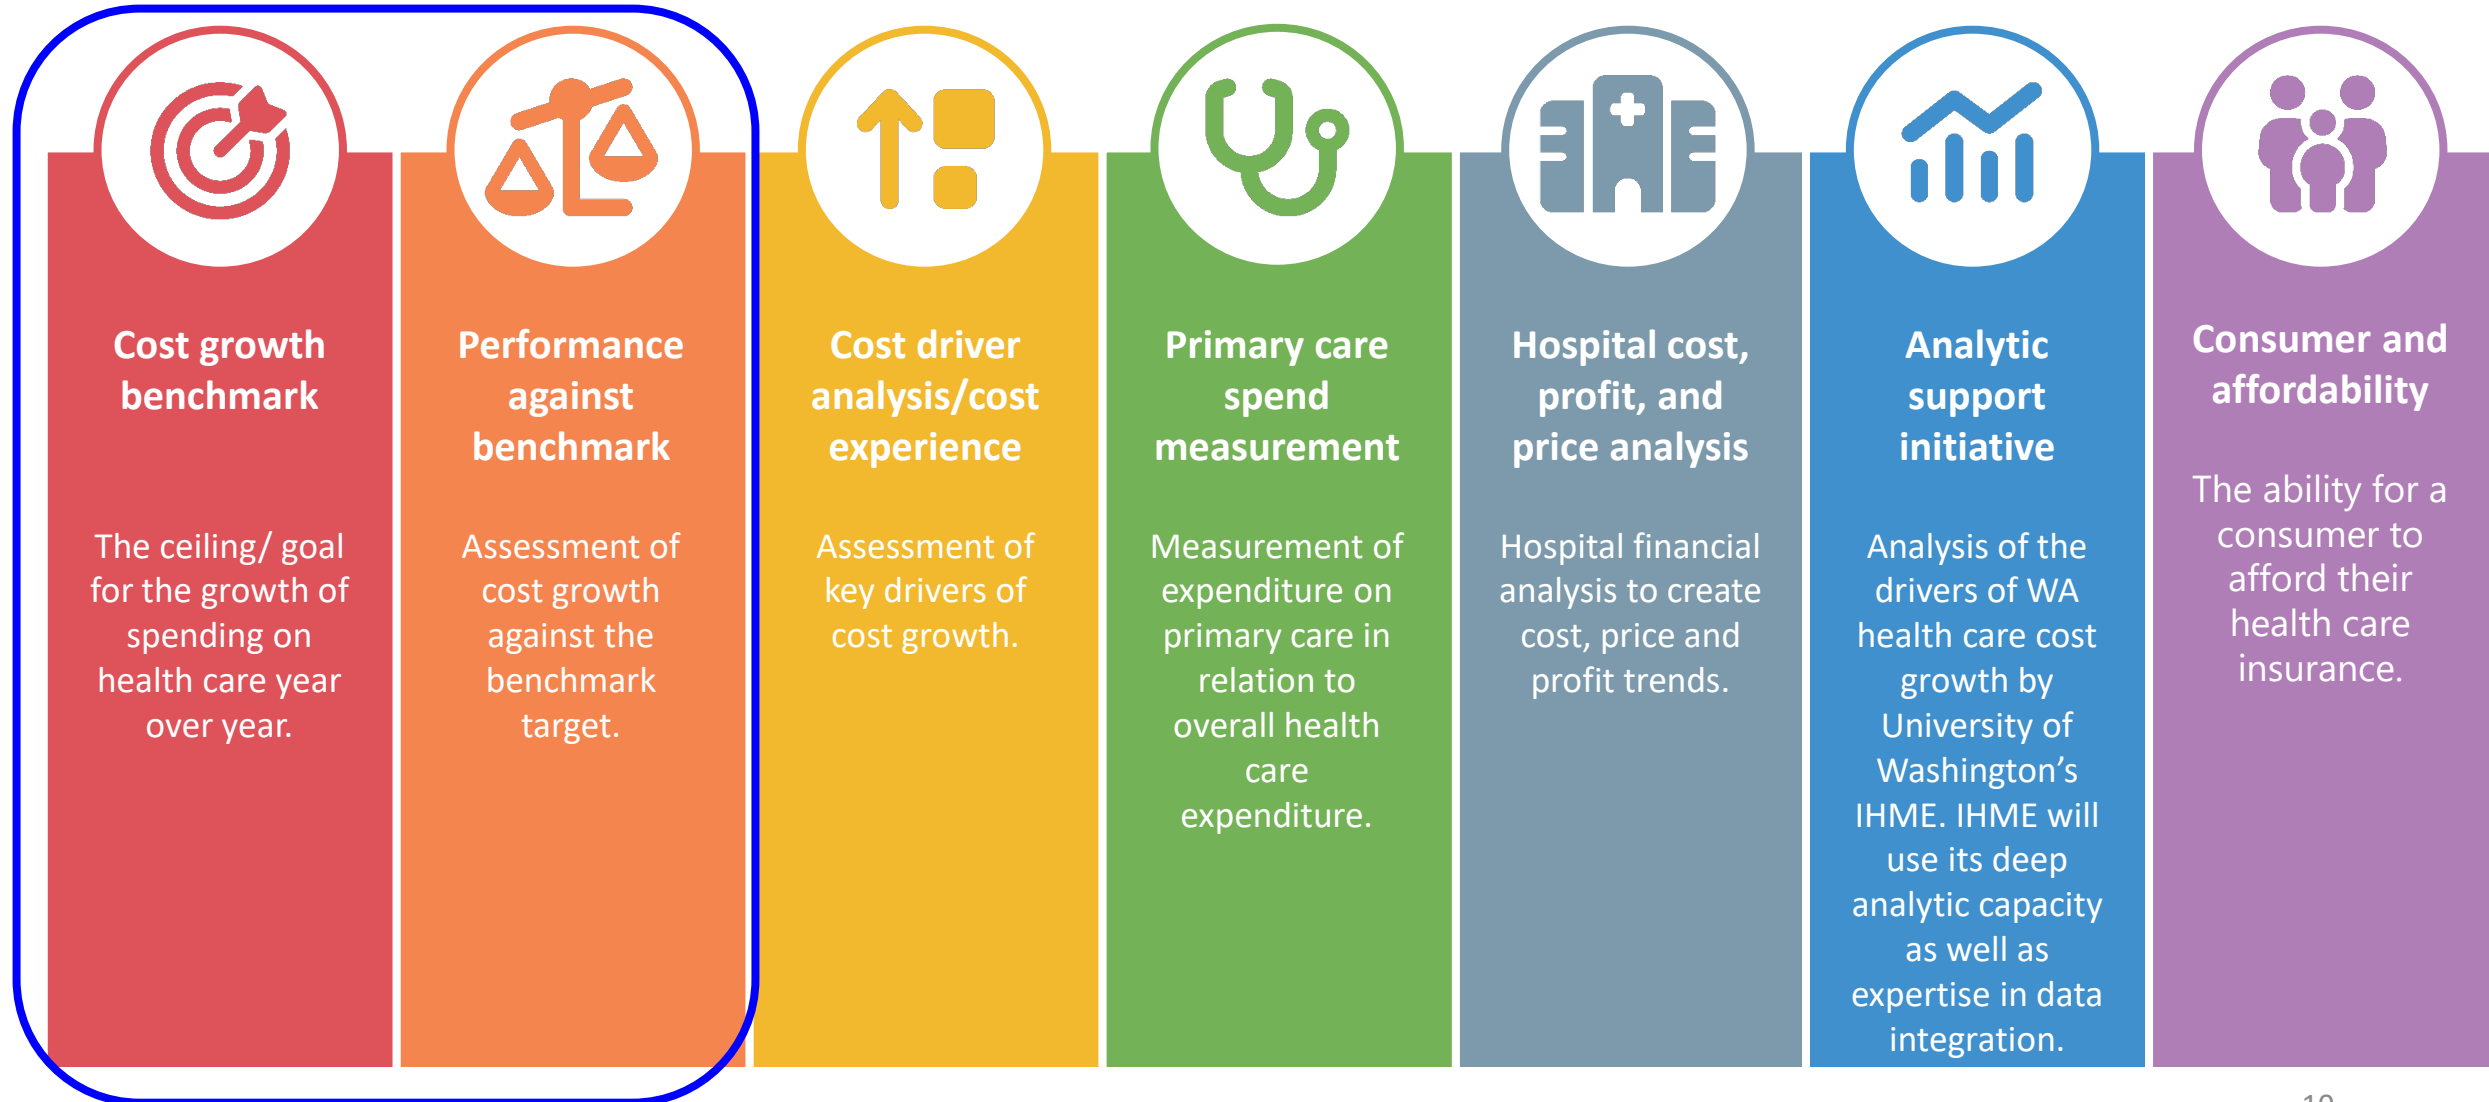 Cost growth
benchmark
The ceiling/ goal
for the growth of
spending on
health care year
over year.
Performance
against
benchmark
Assessment of
cost growth
against the
benchmark
target.
Cost driver
analysis/cost
experience
Assessment of
key drivers of
cost growth.
Primary care
spend
measurement
Measurement of
expenditure on
primary care in
relation to
overall health
care
expenditure.
Hospital cost,
profit, and
price analysis
Hospital financial
analysis to create
cost, price and
profit trends.
Analytic
support
initiative
Analysis of the
drivers of WA
health care cost
growth by
University of
Washington’s
IHME. IHME will
use its deep
analytic capacity
as well as
expertise in data
integration.
Consumer and
affordability
The ability for a
consumer to
afford their
health care
insurance.